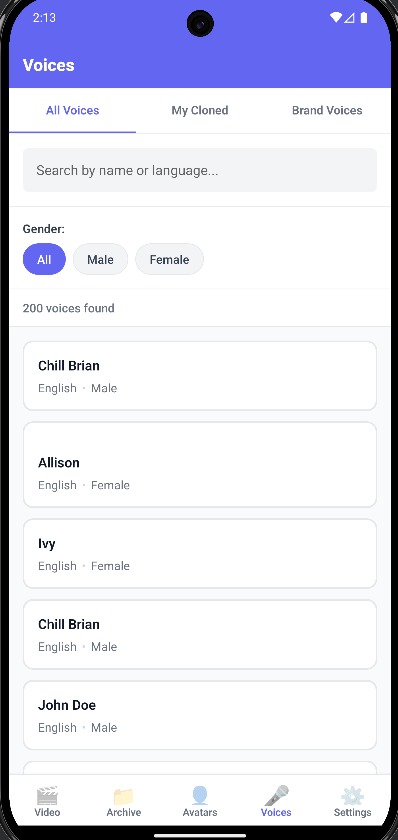 2:13
Voices
All Voices My Cloned Brand Voices
Search by name or language...
Gender:
All Male Female
200 voices found
Chill Brian
English · Male
Allison
English · Female
Ivy
English · Female
Chill Brian
English · Male
John Doe
English · Male
Video Archive Avatars Voices Settings